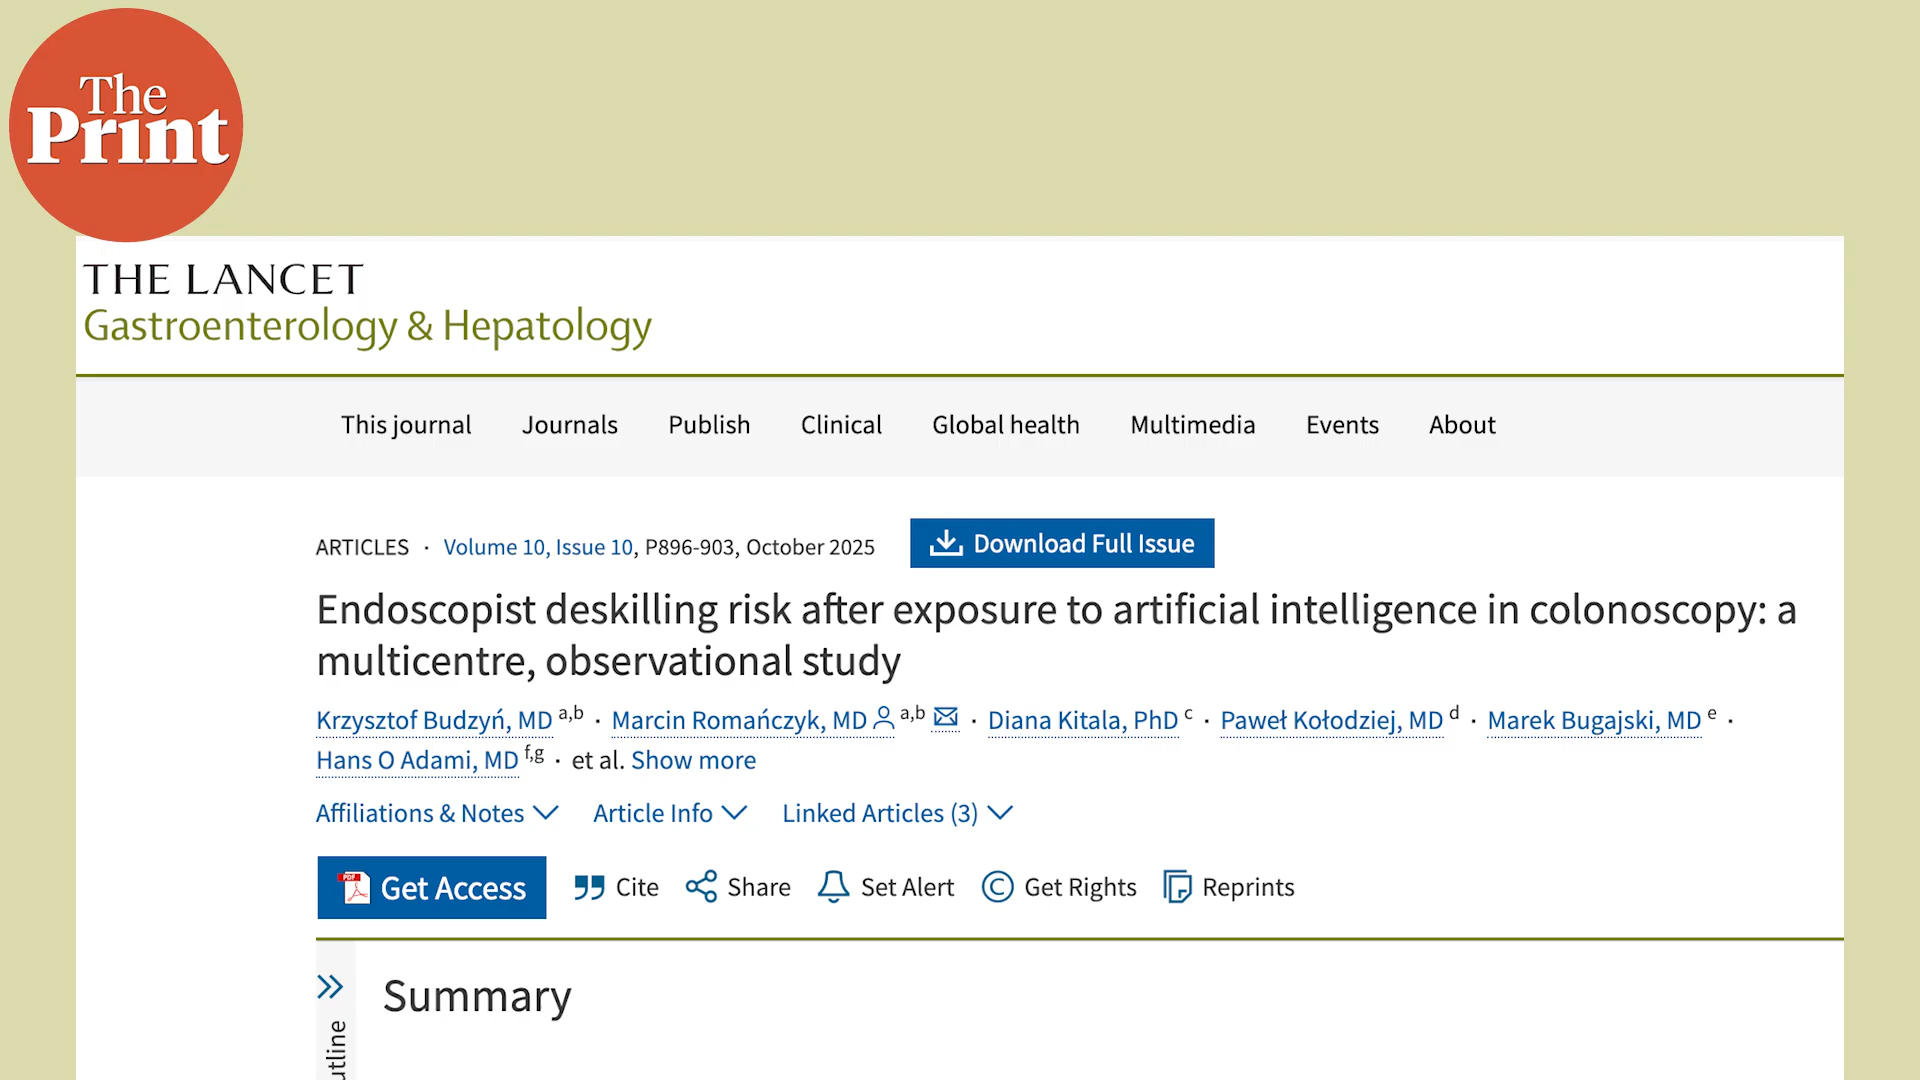 The
Print
THE LANCET
Gastroenterology & Hepatology
This journal Journals Publish Clinical Global health Multimedia Events About
ARTICLES · Volume 10, Issue 10, P896-903, October 2025 Download Full Issue
Endoscopist deskilling risk after exposure to artificial intelligence in colonoscopy: a
multicentre, observational study
Krzysztof Budzyń, MD a,b · Marcin Romańczyk, MD a,b · Diana Kitala, PhD c · Paweł Kołodziej, MD d · Marek Bugajski, MD e ·
Hans O Adami, MD f,g · et al. Show more
Affiliations & Notes Article Info Linked Articles (3)
PDF Get Access Cite Share Set Alert Get Rights Reprints
Summary
utline